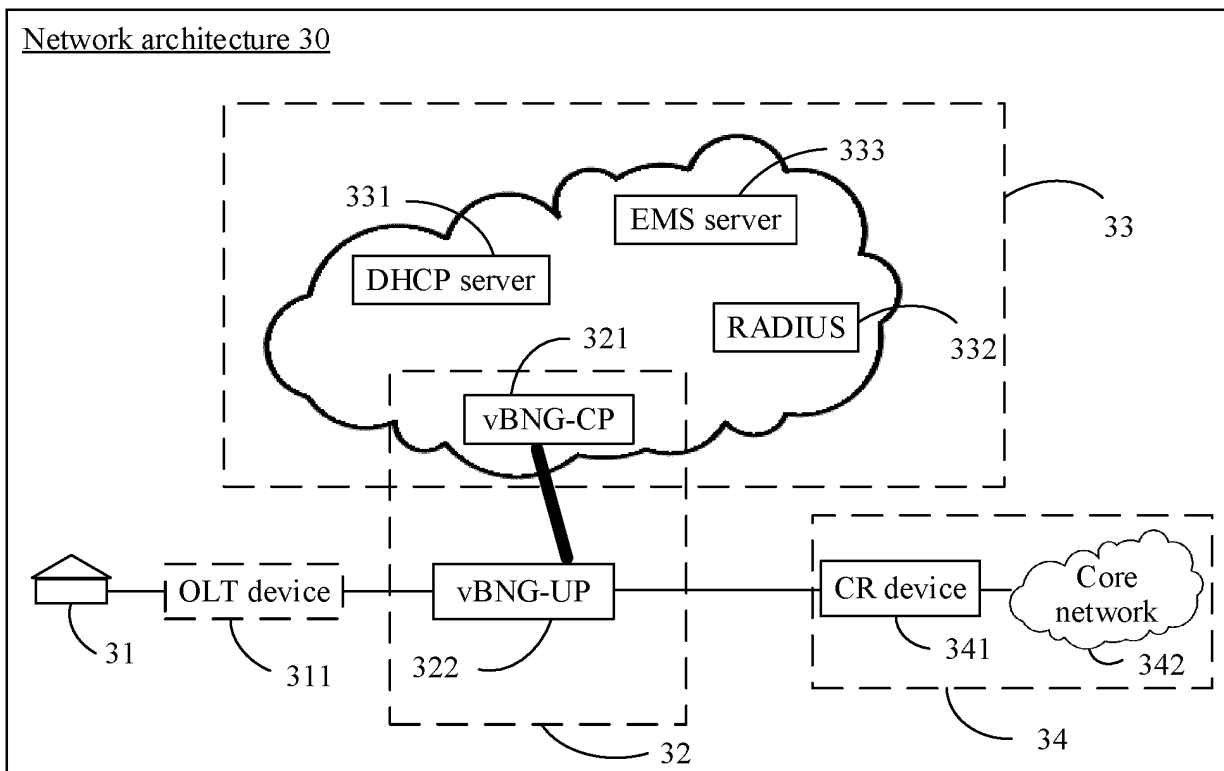 Network architecture 30
333
331
EMS server
33
DHCP server
RADIUS
321
332
vBNG-CP
OLT device
vBNG-UP
CR device
Core
network
31
311
322
341
342
32
34